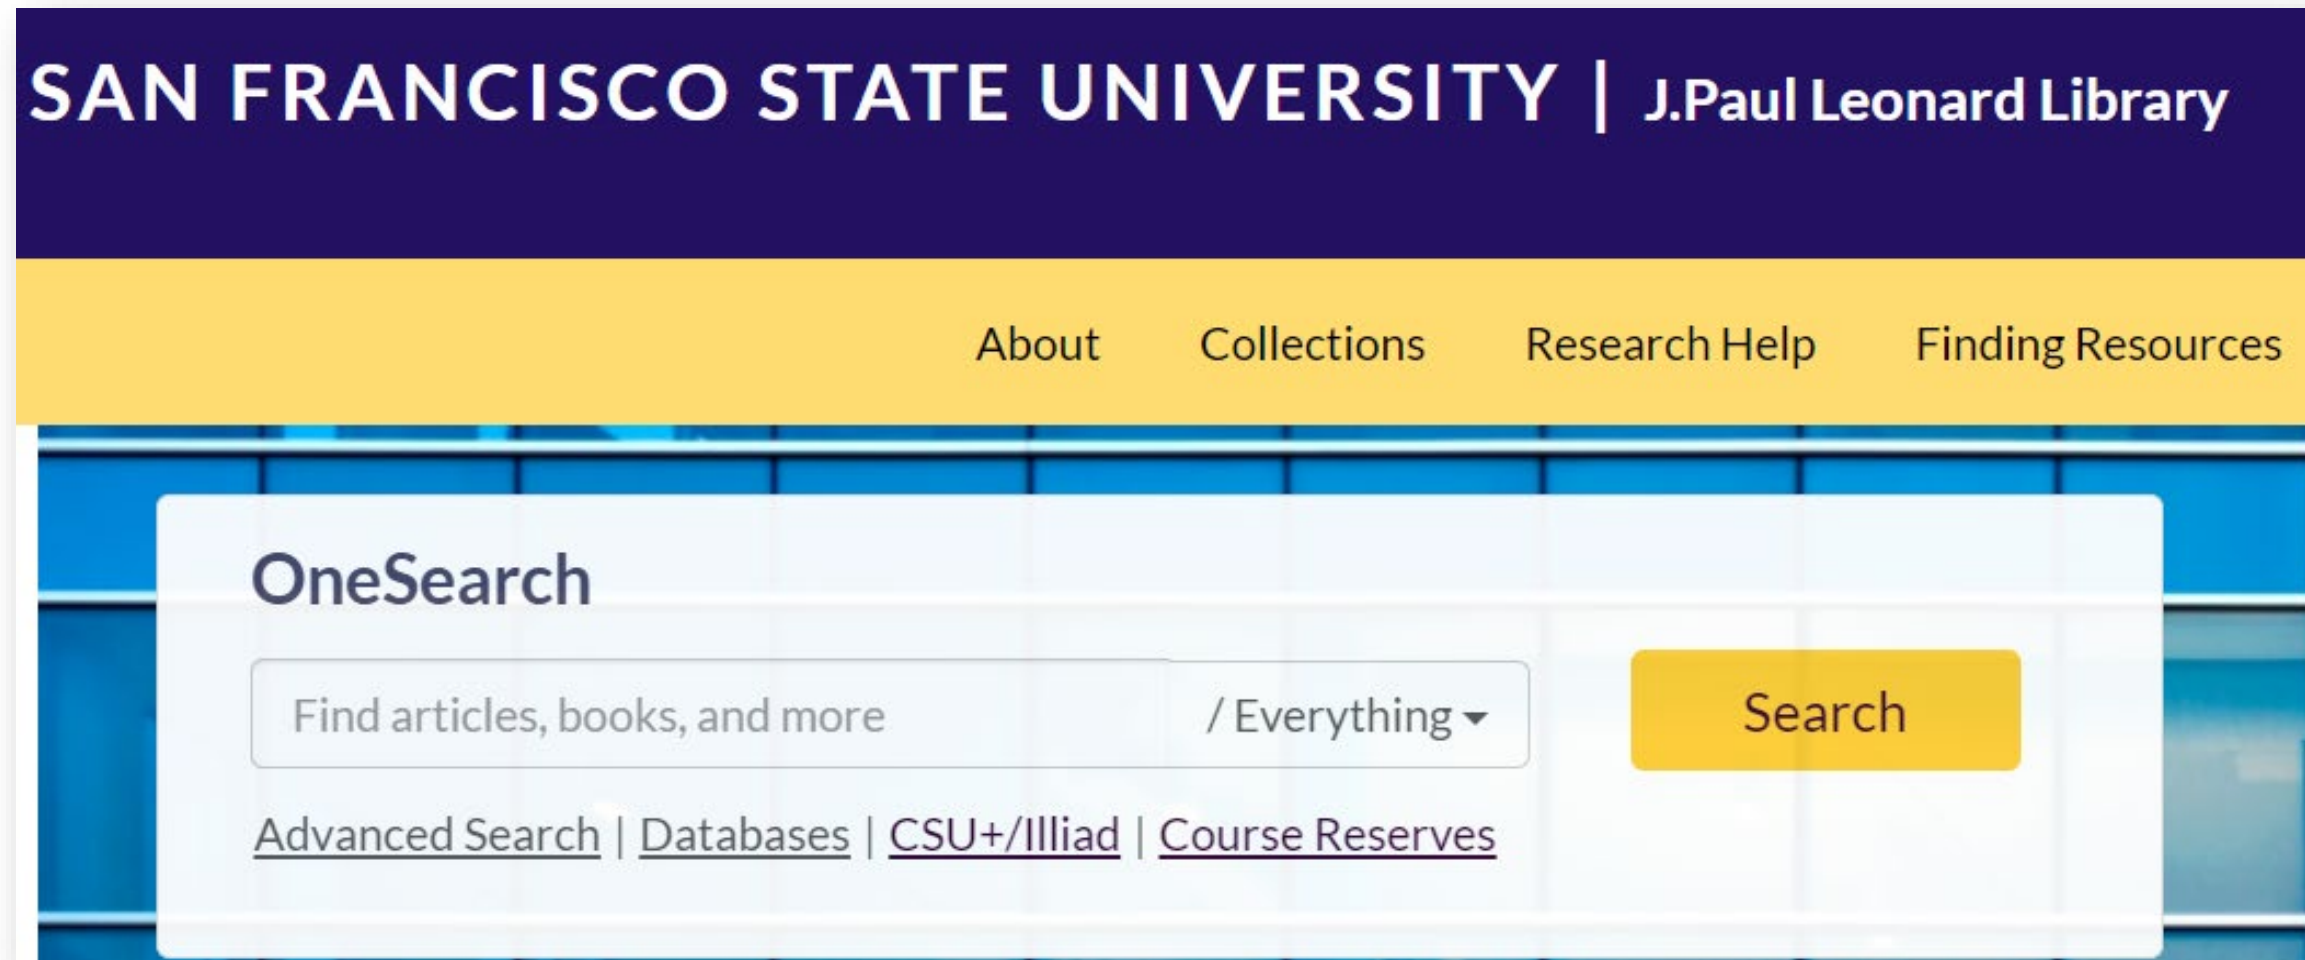 SAN FRANCISCO STATE UNIVERSITY | J.Paul Leonard Library
About Collections Research Help Finding Resources
OneSearch
Find articles, books, and more / Everything Search
Advanced Search | Databases | CSU+/Illiad | Course Reserves